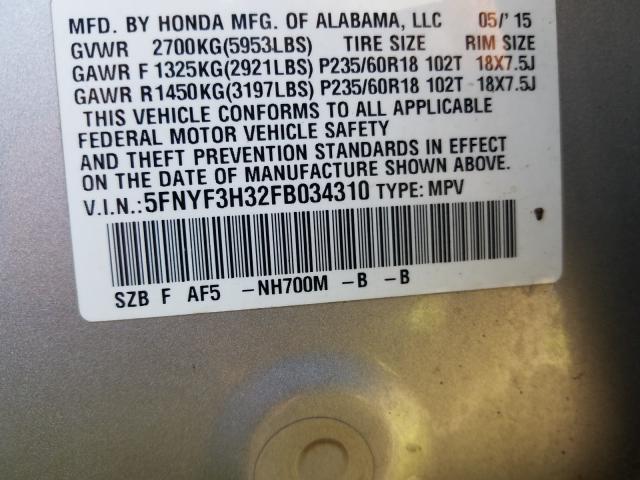 MFD. BY HONDA MFG. OF ALABAMA, LLC 05/'15
GVWR 2700KG(5953LBS) TIRE SIZE RIM SIZE
GAWR F 1325KG(2921LBS) P235/60R18 102T 18X7.5J
GAWR R 1450KG(3197LBS) P235/60R18 102T 18X7.5J
THIS VEHICLE CONFORMS TO ALL APPLICABLE
FEDERAL MOTOR VEHICLE SAFETY
AND THEFT PREVENTION STANDARDS IN EFFECT
ON THE DATE OF MANUFACTURE SHOWN ABOVE.
V.I.N.: 5FNYF3H32FB034310 TYPE: MPV
SZB F AF5 –NH700M –B –B